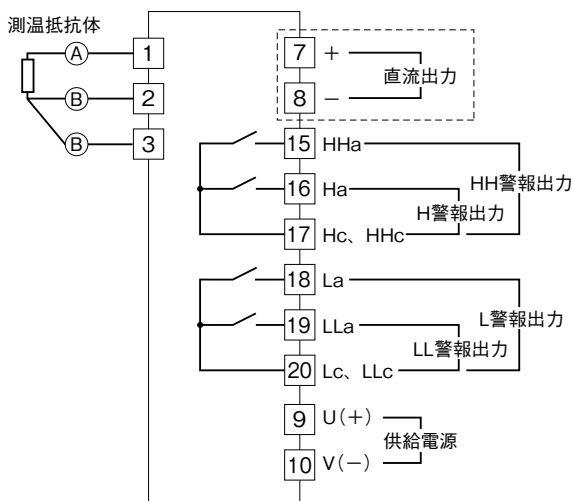 測温抵抗体
A 1
B 2
B 3
7 +
8 −
直流出力
15 HHa
16 Ha
17 Hc、HHc
H警報出力
HH警報出力
18 La
19 LLa
20 Lc、LLc
LL警報出力
L警報出力
9 U(+)
10 V(−)
供給電源